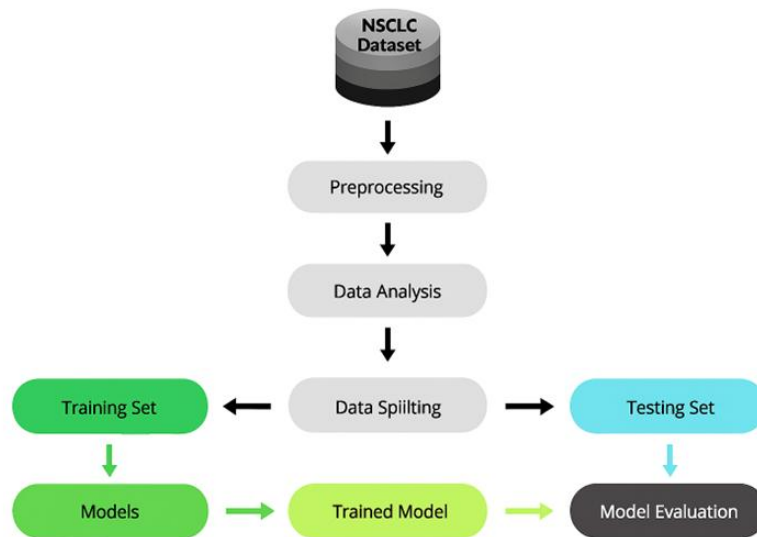 NSCLC
Dataset
Preprocessing
Data Analysis
Training Set
Data Spiilting
Testing Set
Models
Trained Model
Model Evaluation